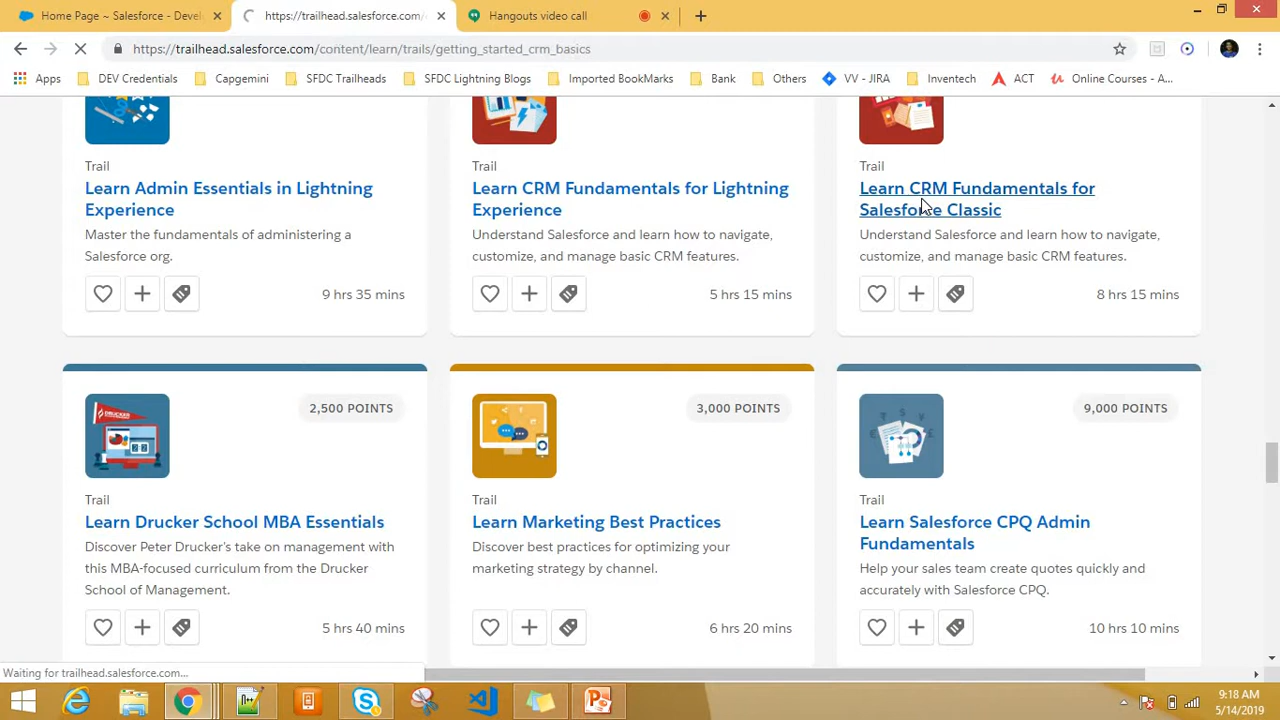 Home Page ~ Salesforce - Devel
https://trailhead.salesforce.com/
Hangouts video call
https://trailhead.salesforce.com/content/learn/trails/getting_started_crm_basics
Apps
DEV Credentials
Capgemini
SFDC Trailheads
SFDC Lightning Blogs
Imported BookMarks
Bank
Others
VV - JIRA
Inventech
ACT
Online Courses - A...
Trail
Learn Admin Essentials in Lightning
Experience
Master the fundamentals of administering a
Salesforce org.
9 hrs 35 mins
Trail
Learn CRM Fundamentals for Lightning
Experience
Understand Salesforce and learn how to navigate,
customize, and manage basic CRM features.
5 hrs 15 mins
Trail
Learn CRM Fundamentals for
Salesforce Classic
Understand Salesforce and learn how to navigate,
customize, and manage basic CRM features.
8 hrs 15 mins
2,500 POINTS
Trail
Learn Drucker School MBA Essentials
Discover Peter Drucker's take on management with
this MBA-focused curriculum from the Drucker
School of Management.
5 hrs 40 mins
3,000 POINTS
Trail
Learn Marketing Best Practices
Discover best practices for optimizing your
marketing strategy by channel.
6 hrs 20 mins
9,000 POINTS
Trail
Learn Salesforce CPQ Admin
Fundamentals
Help your sales team create quotes quickly and
accurately with Salesforce CPQ.
10 hrs 10 mins
Waiting for trailhead.salesforce.com...
9:18 AM
5/14/2019